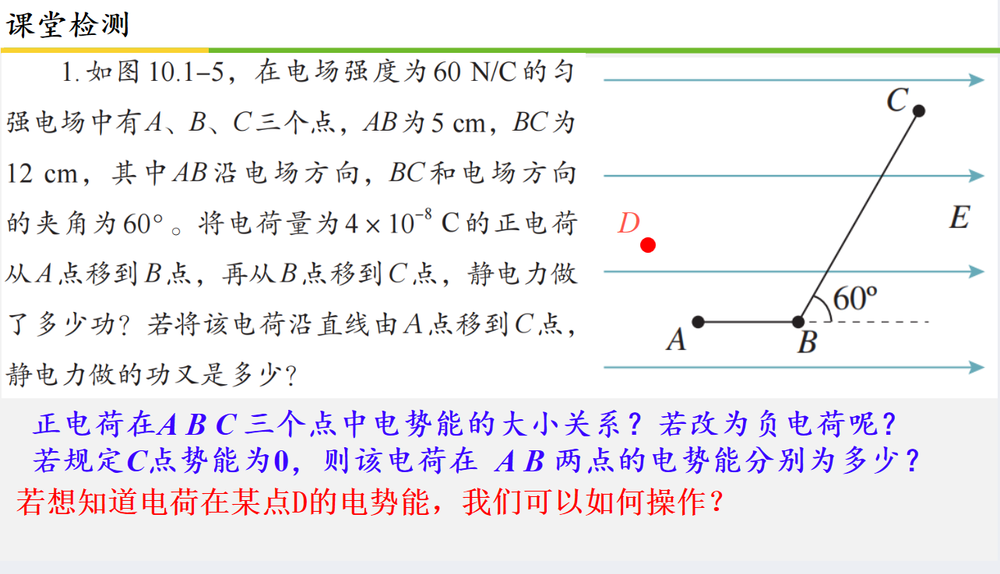 课堂检测
1. 如图 10.1–5，在电场强度为 60 N/C 的匀
强电场中有 A、B、C 三个点，AB 为 5 cm，BC 为
12 cm，其中 AB 沿电场方向，BC 和电场方向
的夹角为 60°。将电荷量为 4 × 10⁻⁸ C 的正电荷
从 A 点移到 B 点，再从 B 点移到 C 点，静电力做
了多少功？若将该电荷沿直线由 A 点移到 C 点，
静电力做的功又是多少？
C
D
E
60º
A
B
正电荷在A B C 三个点中电势能的大小关系？若改为负电荷呢？
若规定C点势能为0，则该电荷在 A B 两点的电势能分别为多少？
若想知道电荷在某点D的电势能，我们可以如何操作？